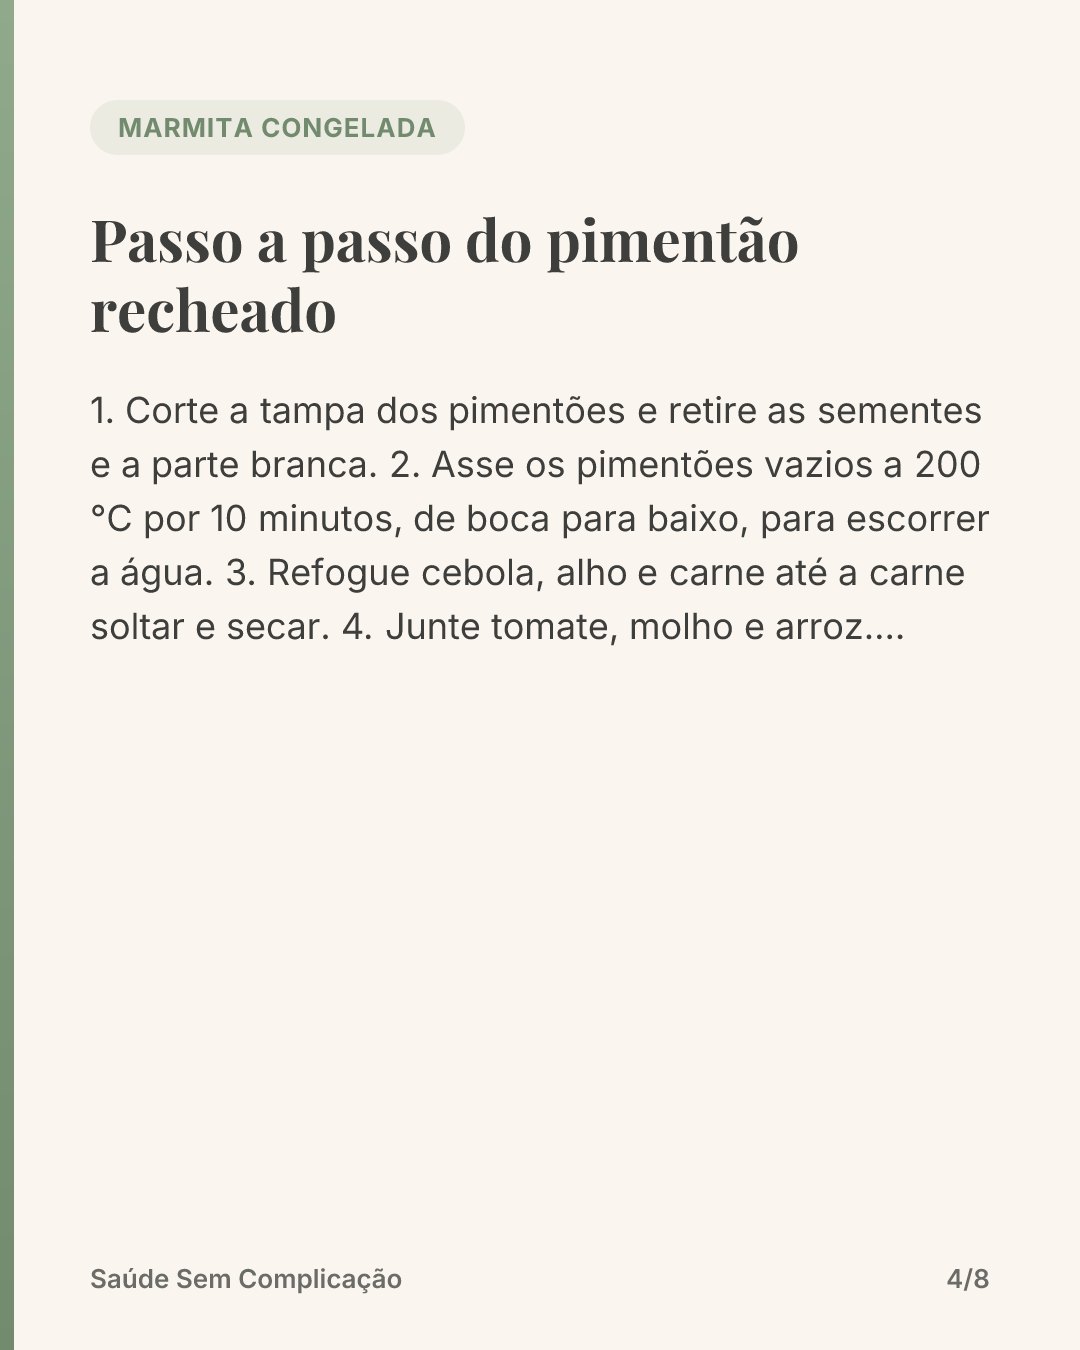 MARMITA CONGELADA
Passo a passo do pimentão
recheado
1. Corte a tampa dos pimentões e retire as sementes
e a parte branca. 2. Asse os pimentões vazios a 200
°C por 10 minutos, de boca para baixo, para escorrer
a água. 3. Refogue cebola, alho e carne até a carne
soltar e secar. 4. Junte tomate, molho e arroz....
Saúde Sem Complicação
4/8